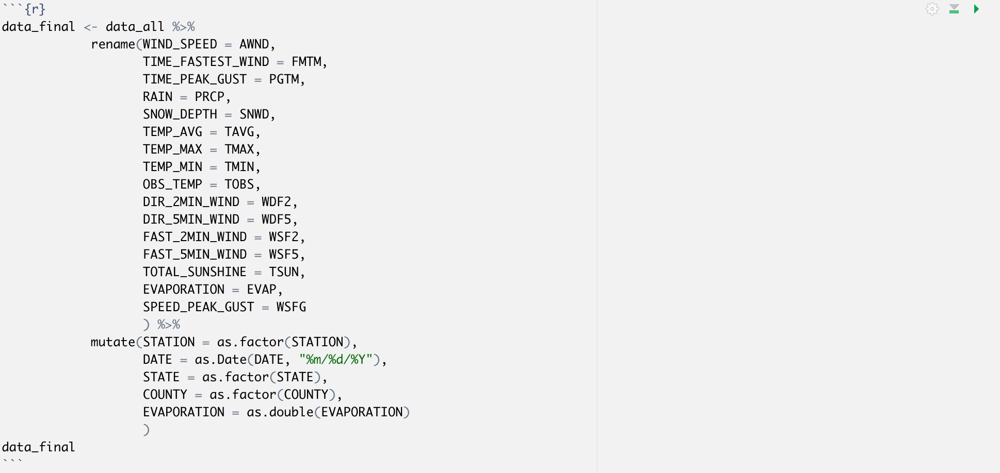 ```{r}
data_final <- data_all %>%
            rename(WIND_SPEED = AWND,
                   TIME_FASTEST_WIND = FMTM,
                   TIME_PEAK_GUST = PGTM,
                   RAIN = PRCP,
                   SNOW_DEPTH = SNWD,
                   TEMP_AVG = TAVG,
                   TEMP_MAX = TMAX,
                   TEMP_MIN = TMIN,
                   OBS_TEMP = TOBS,
                   DIR_2MIN_WIND = WDF2,
                   DIR_5MIN_WIND = WDF5,
                   FAST_2MIN_WIND = WSF2,
                   FAST_5MIN_WIND = WSF5,
                   TOTAL_SUNSHINE = TSUN,
                   EVAPORATION = EVAP,
                   SPEED_PEAK_GUST = WSFG
                   ) %>%
            mutate(STATION = as.factor(STATION),
                   DATE = as.Date(DATE, "%m/%d/%Y"),
                   STATE = as.factor(STATE),
                   COUNTY = as.factor(COUNTY),
                   EVAPORATION = as.double(EVAPORATION)
                   )
data_final
```